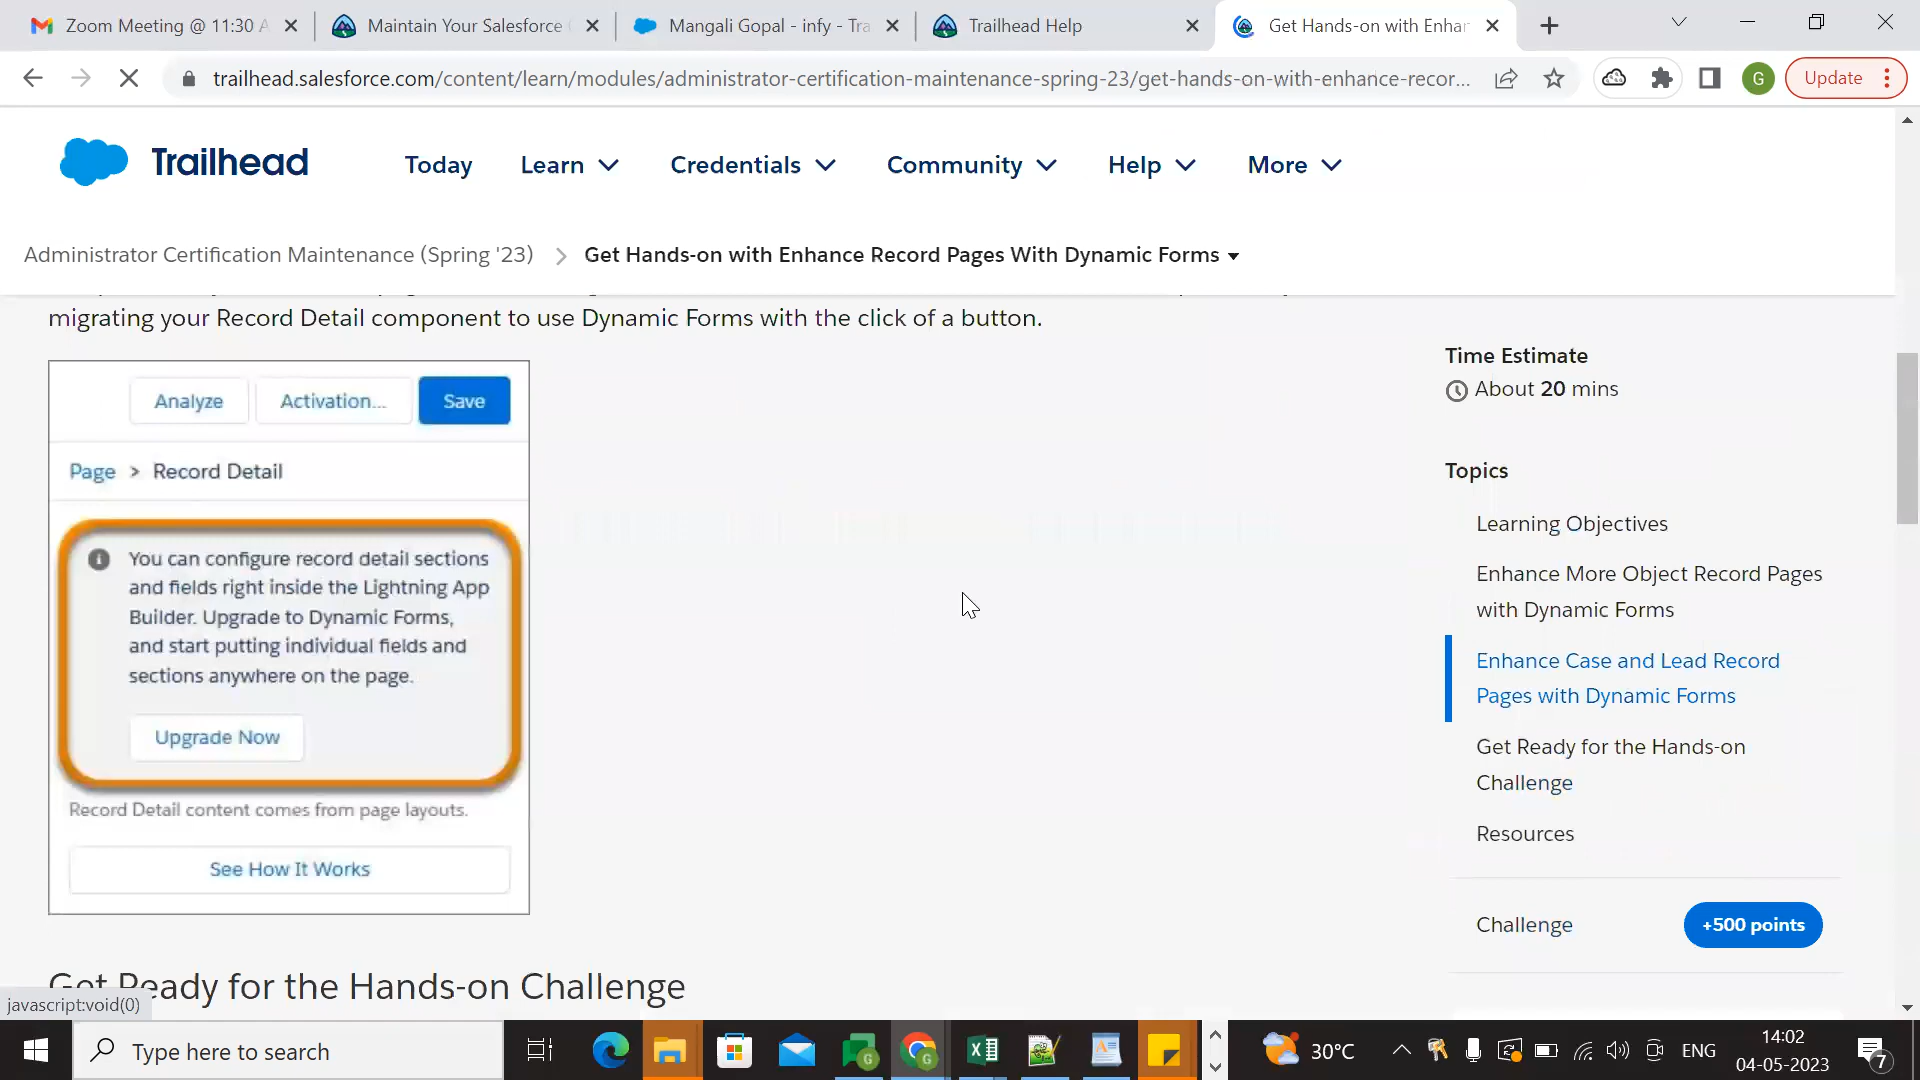 Zoom Meeting @ 11:30 A
Maintain Your Salesforce
Mangali Gopal - infy - Tra
Trailhead Help
Get Hands-on with Enhan
trailhead.salesforce.com/content/learn/modules/administrator-certification-maintenance-spring-23/get-hands-on-with-enhance-recor...
G
Update
Trailhead
Today
Learn
Credentials
Community
Help
More
Administrator Certification Maintenance (Spring '23)
Get Hands-on with Enhance Record Pages With Dynamic Forms
migrating your Record Detail component to use Dynamic Forms with the click of a button.
Analyze
Activation...
Save
Page > Record Detail
You can configure record detail sections
and fields right inside the Lightning App
Builder. Upgrade to Dynamic Forms,
and start putting individual fields and
sections anywhere on the page.
Upgrade Now
Record Detail content comes from page layouts.
See How It Works
Get Ready for the Hands-on Challenge
Time Estimate
About 20 mins
Topics
Learning Objectives
Enhance More Object Record Pages
with Dynamic Forms
Enhance Case and Lead Record
Pages with Dynamic Forms
Get Ready for the Hands-on
Challenge
Resources
Challenge
+500 points
javascript:void(0)
Type here to search
30°C
ENG
14:02
04-05-2023
7